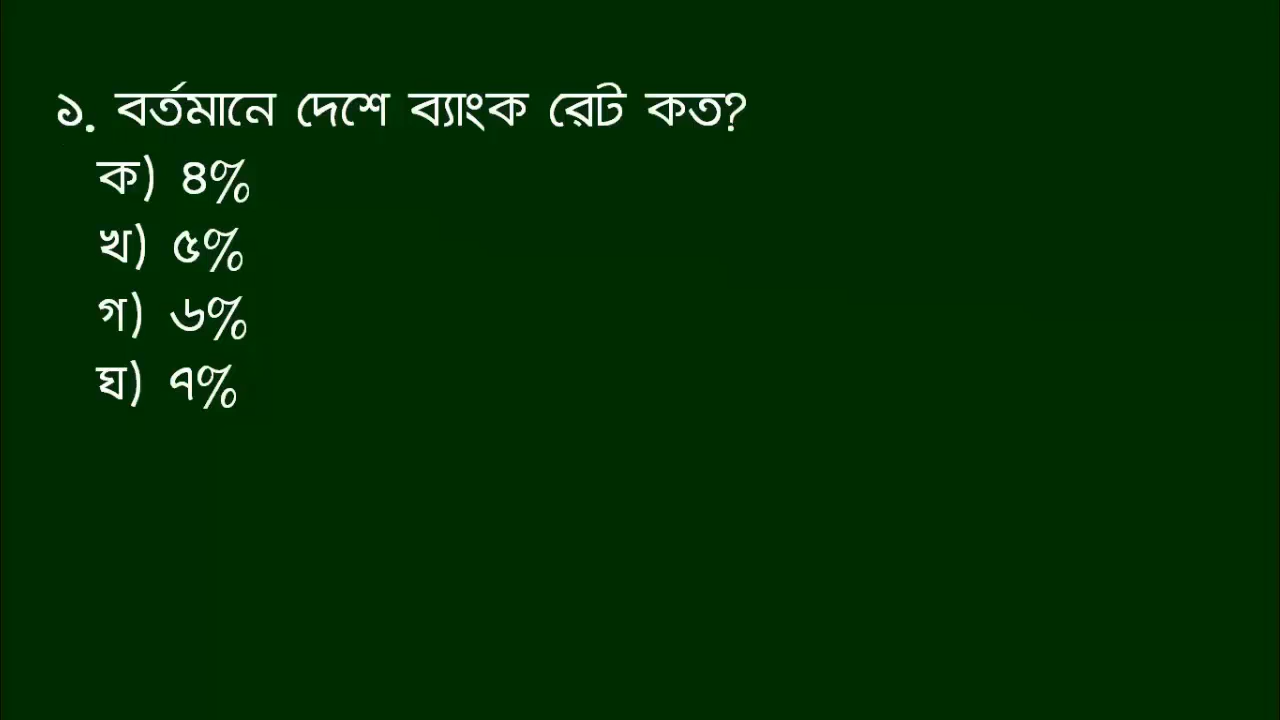 ১. বর্তমানে দেশে ব্যাংক রেট কত?
ক) ৪%
খ) ৫%
গ) ৬%
ঘ) ৭%